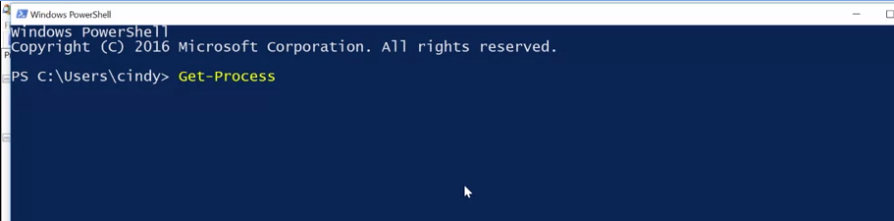 Windows PowerShell
Windows PowerShell
Copyright (C) 2016 Microsoft Corporation. All rights reserved.
PS C:\Users\cindy> Get-Process